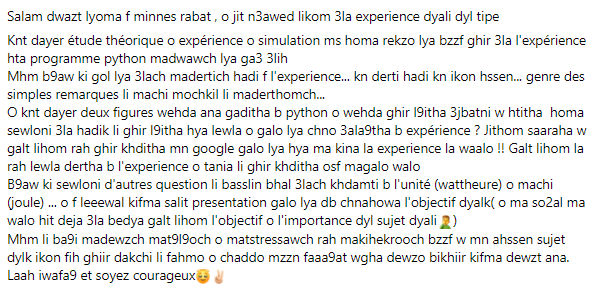 Salam dwazt lyoma f minnes rabat , o jit n3awed likom 3la experience dyali dyl tipe
Knt dayer étude théorique o expérience o simulation ms homa rekzo lya bzzf ghir 3la l'expérience
hta programme python madwawch lya ga3 3lih
Mhm b9aw ki gol lya 3lach madertich hadi f l'experience... kn derti hadi kn ikon hssen... genre des
simples remarques li machi mochkil li maderthomch...
O knt dayer deux figures wehda ana gaditha b python o wehda ghir l9itha 3jbatni w htitha  homa
sewloni 3la hadik li ghir l9itha hya lewla o galo lya chno 3ala9tha b expérience ? Jithom saaraha w
galt lihom rah ghir khditha mn google galo lya hya ma kina la experience la waalo !! Galt lihom la
rah lewla dertha b l'experience o tania li ghir khditha osf magalo walo
B9aw ki sewloni d'autres question li basslin bhal 3lach khdamti b l'unité (wattheure) o machi
(joule) ... o f leeewal kifma salit presentation galo lya db chnahowa l'objectif dyalk( o ma so2al ma
walo hit deja 3la bedya galt lihom l'objectif o l'importance dyl sujet dyali🤦‍♂️)
Mhm li ba9i madewzch mat9l9och o matstressawch rah makihekrooch bzzf w mn ahssen sujet
dylk ikon fih ghiir dakchi li fahmo o chaddo mzzn faaa9at wgha dewzo bikhiir kifma dewzt ana.
Laah iwafa9 et soyez courageux🥹✌🏻